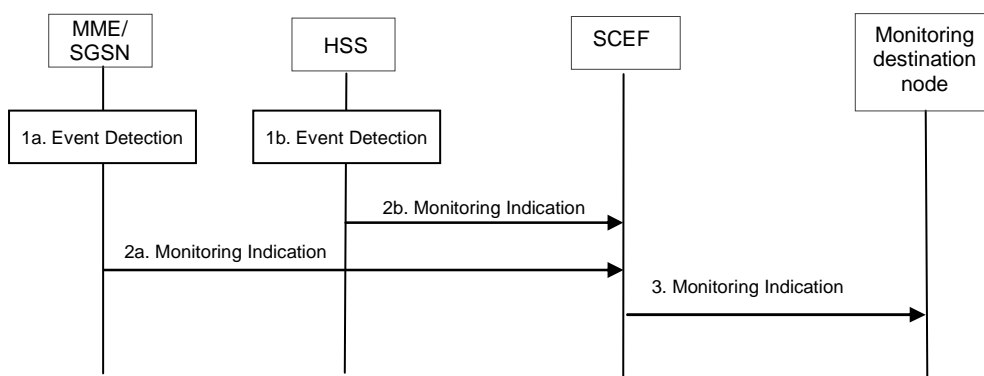 MME/
SGSN
HSS
SCEF
Monitoring
destination
node
1a. Event Detection
1b. Event Detection
2b. Monitoring Indication
2a. Monitoring Indication
3. Monitoring Indication